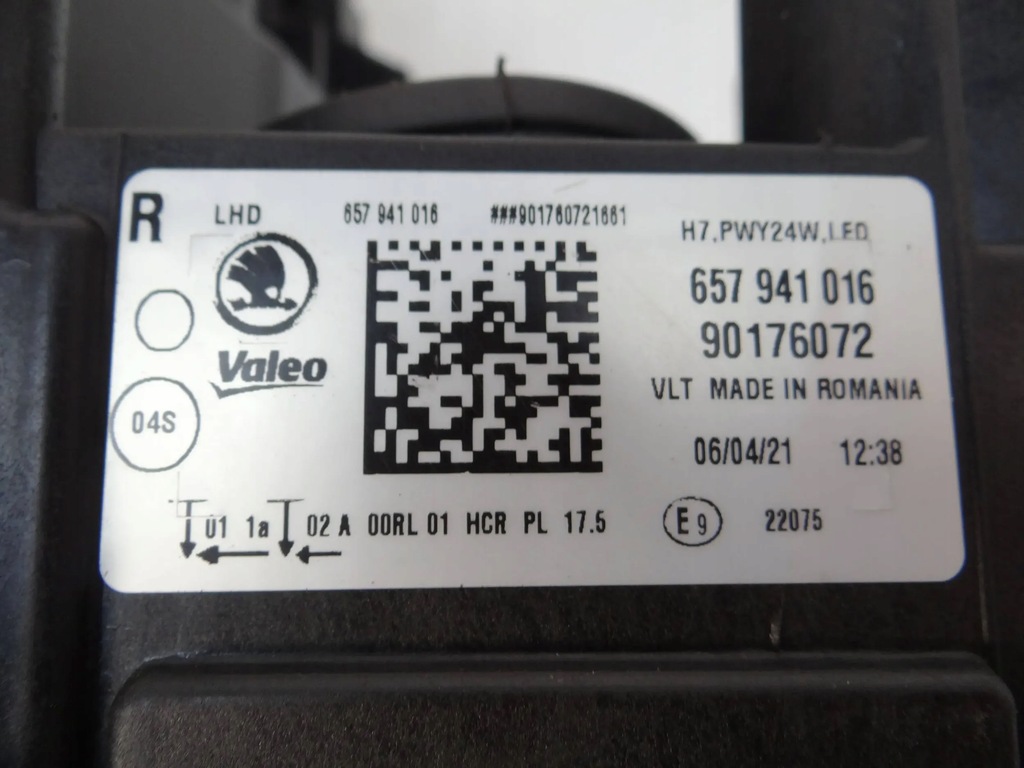 R LHD 657 941 016 ###901760721661 H7,PWY24W,LED
657 941 016
90176072
Valeo
VLT MADE IN ROMANIA
04S
06/04/21 12:38
01 1a 02 A 00RL 01 HCR PL 17.5 E9 22075